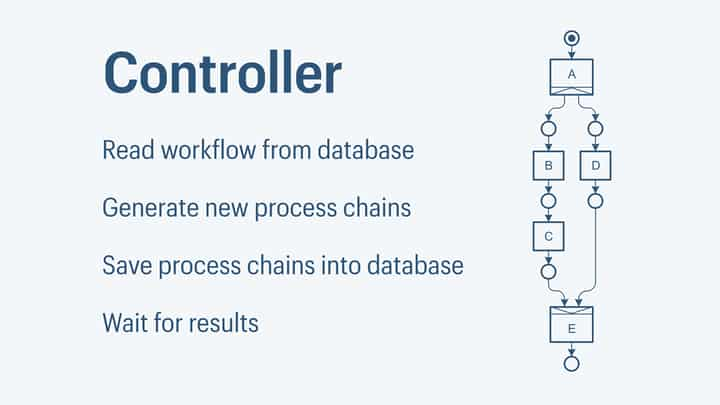 Controller
Read workflow from database
Generate new process chains
Save process chains into database
Wait for results
A
B
D
C
E